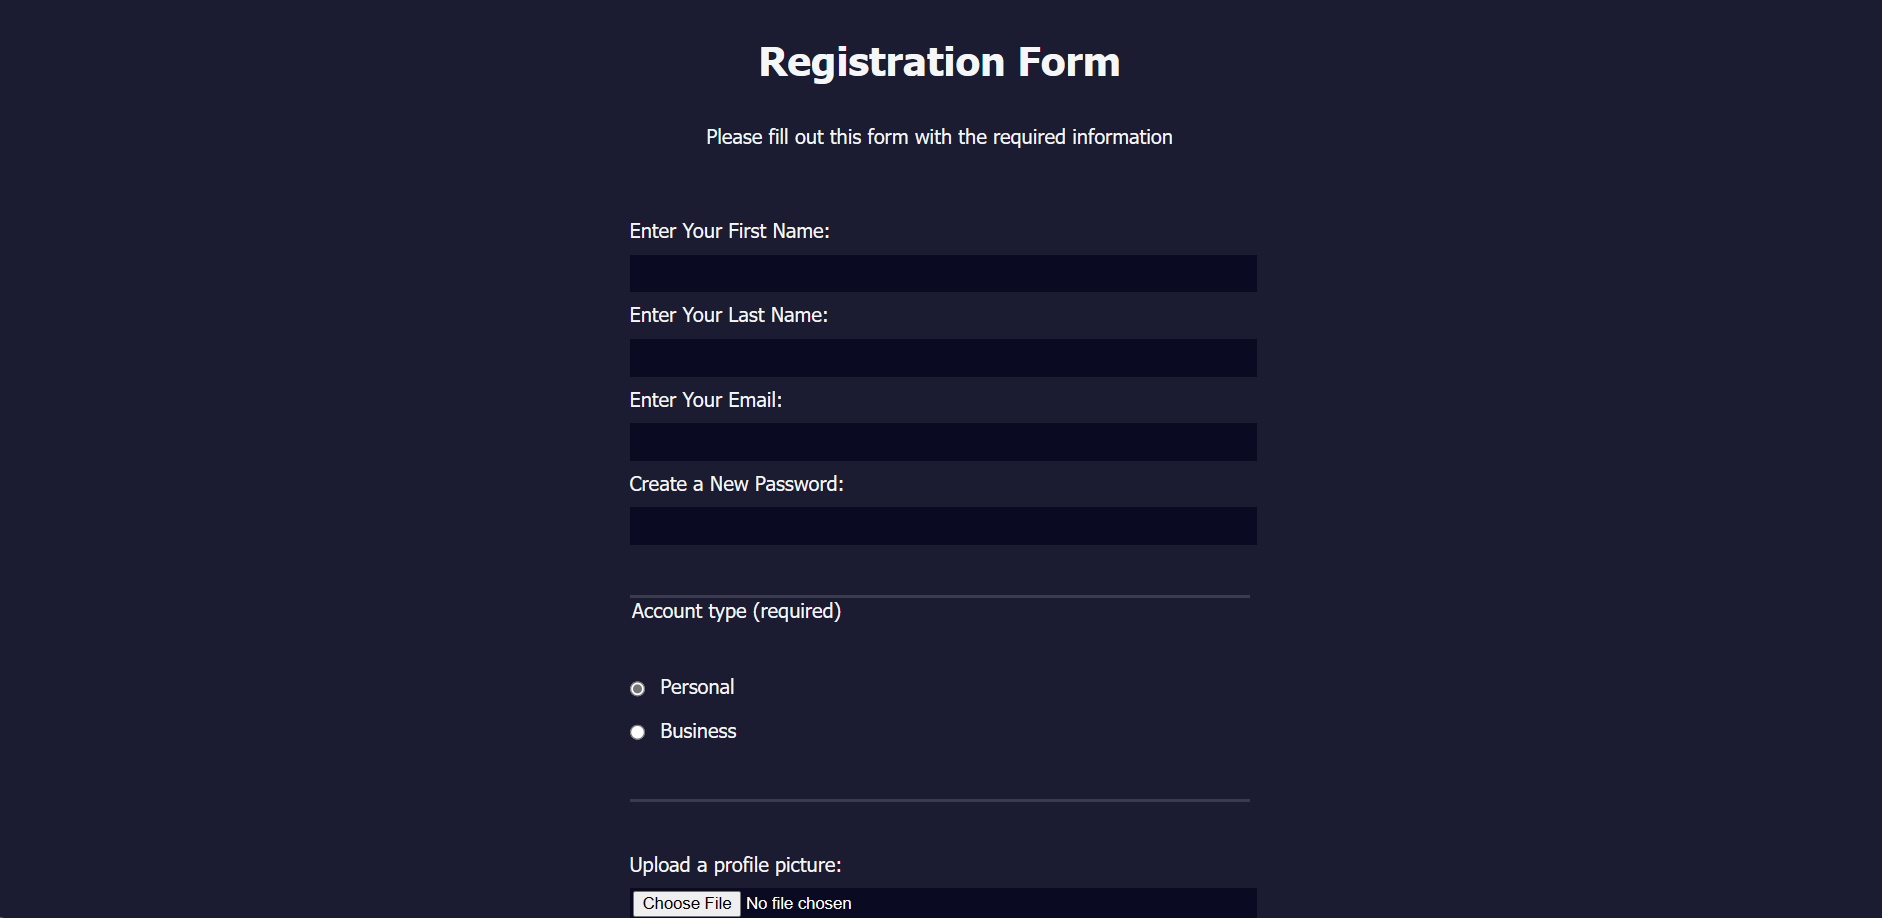 Registration Form
Please fill out this form with the required information
Enter Your First Name:
Enter Your Last Name:
Enter Your Email:
Create a New Password:
Account type (required)
Personal
Business
Upload a profile picture:
Choose File No file chosen